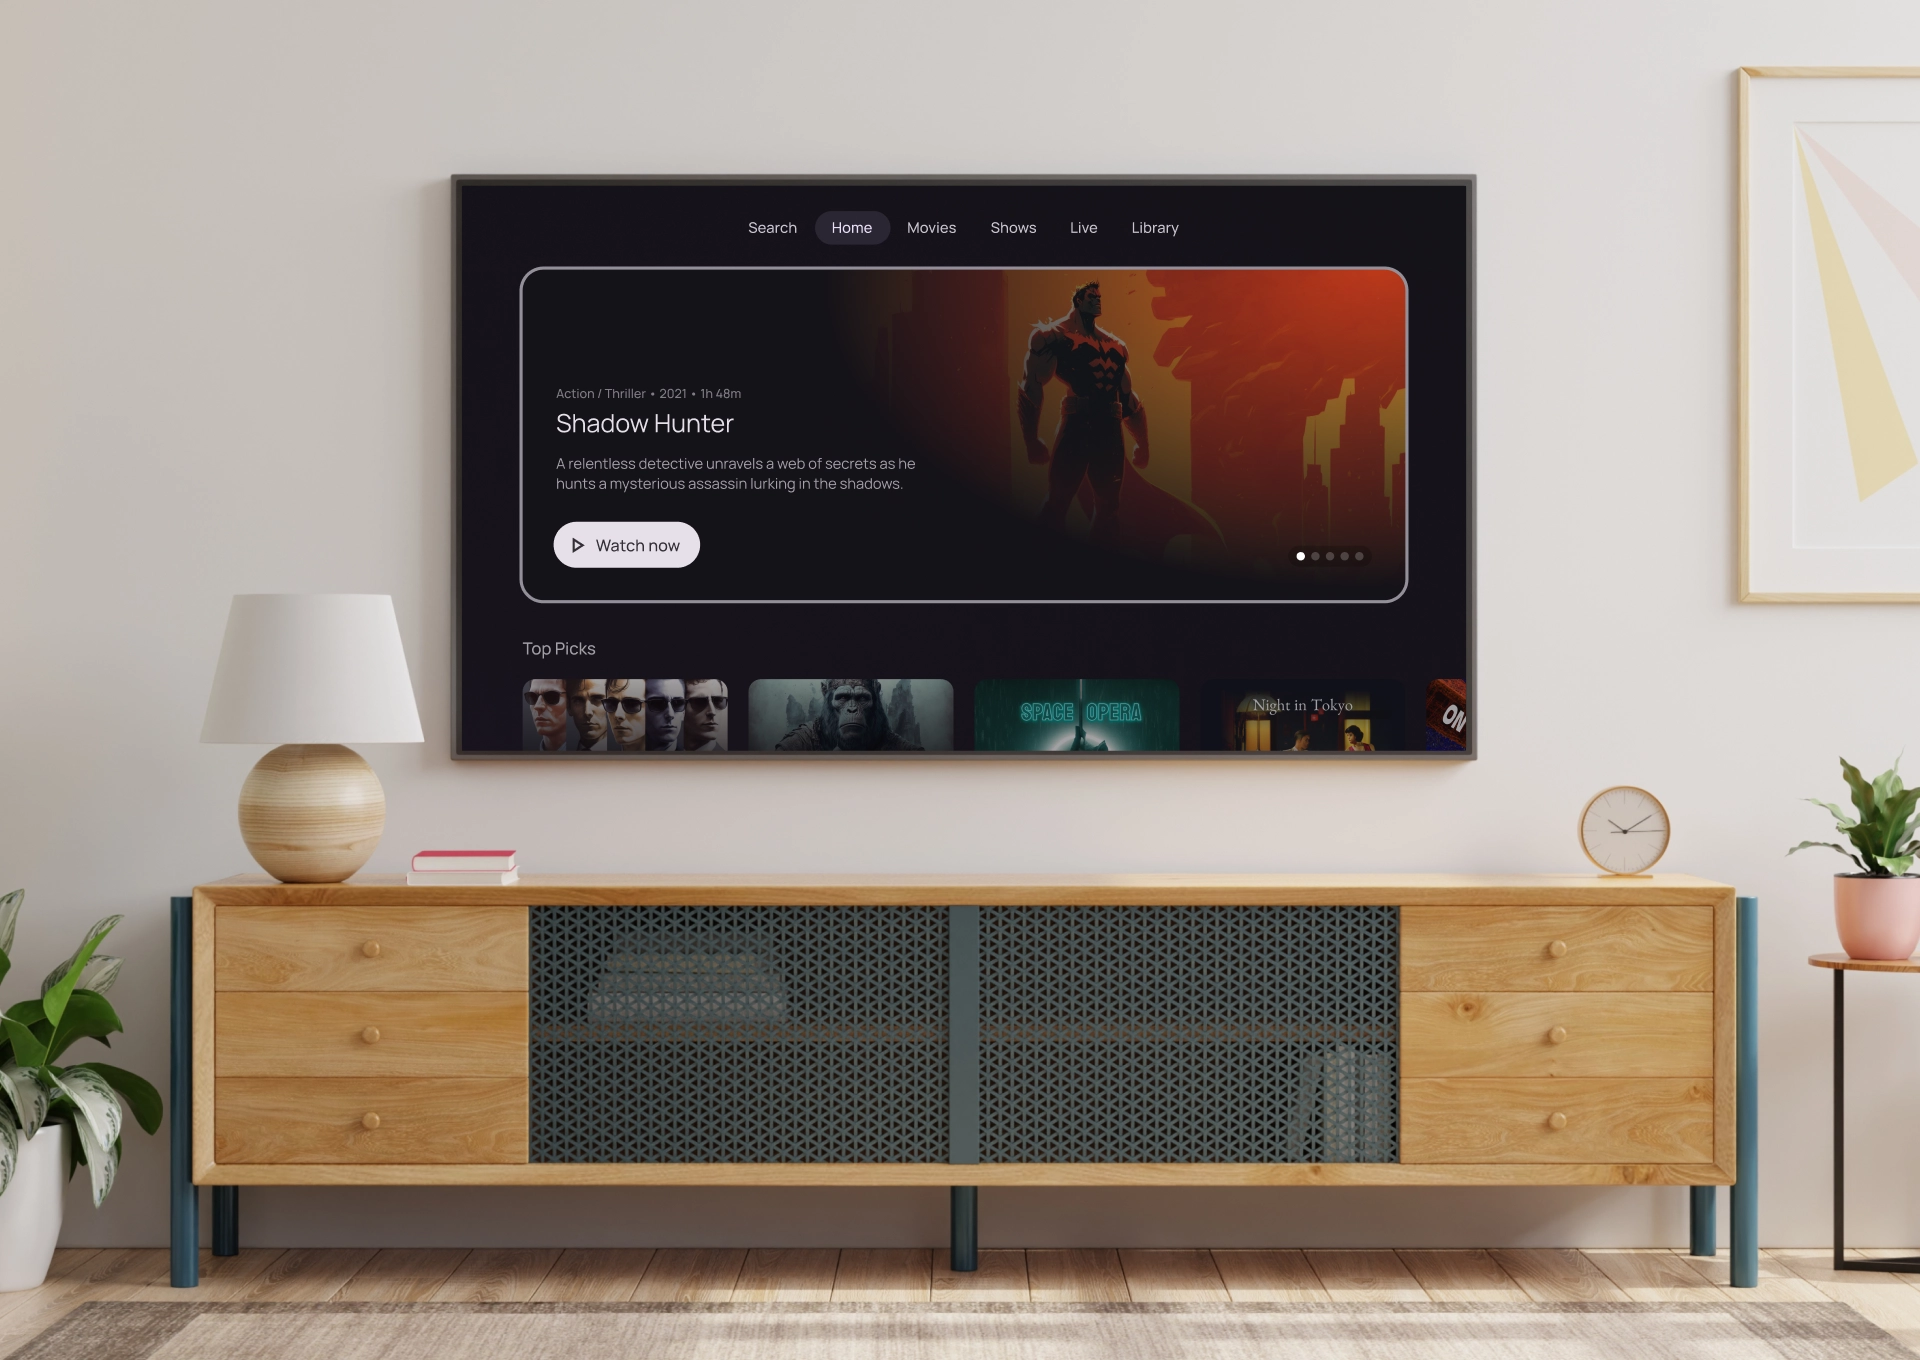 Search Home Movies Shows Live Library
Action / Thriller • 2021 • 1h 48m
Shadow Hunter
A relentless detective unravels a web of secrets as he
hunts a mysterious assassin lurking in the shadows.
Watch now
Top Picks
SPACE OPERA
Night in Tokyo
ON